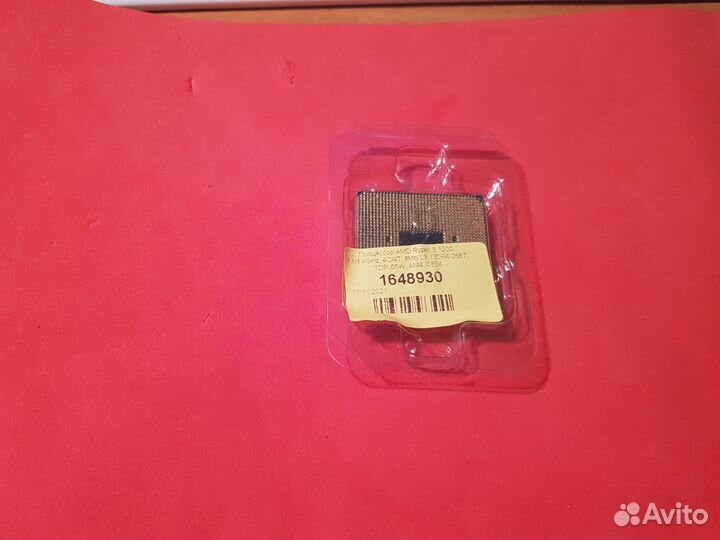 Процессор AMD Ryzen 3 1200
3.1/3.4GHz, 4C/4T, 8Mb L3, DDR4-2667,
TDP-65W, AM4, OEM
1648930
03.11.2021
Avito